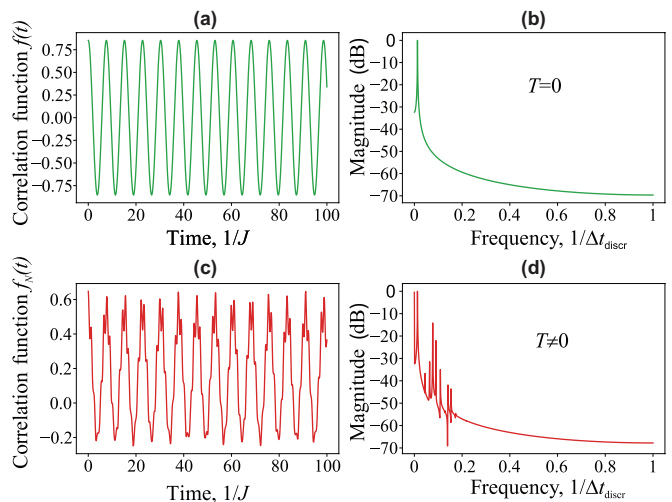 (a)
Correlation function f(t)
0.75
0.50
0.25
0.00
−0.25
−0.50
−0.75
0 20 40 60 80 100
Time, 1/J
(b)
Magnitude (dB)
0
−10
−20
−30
−40
−50
−60
−70
T=0
0 0.2 0.4 0.6 0.8 1
Frequency, 1/Δt_discr
(c)
Correlation function f_N(t)
0.6
0.4
0.2
0.0
−0.2
0 20 40 60 80 100
Time, 1/J
(d)
Magnitude (dB)
0
−10
−20
−30
−40
−50
−60
−70
T≠0
0 0.2 0.4 0.6 0.8 1
Frequency, 1/Δt_discr